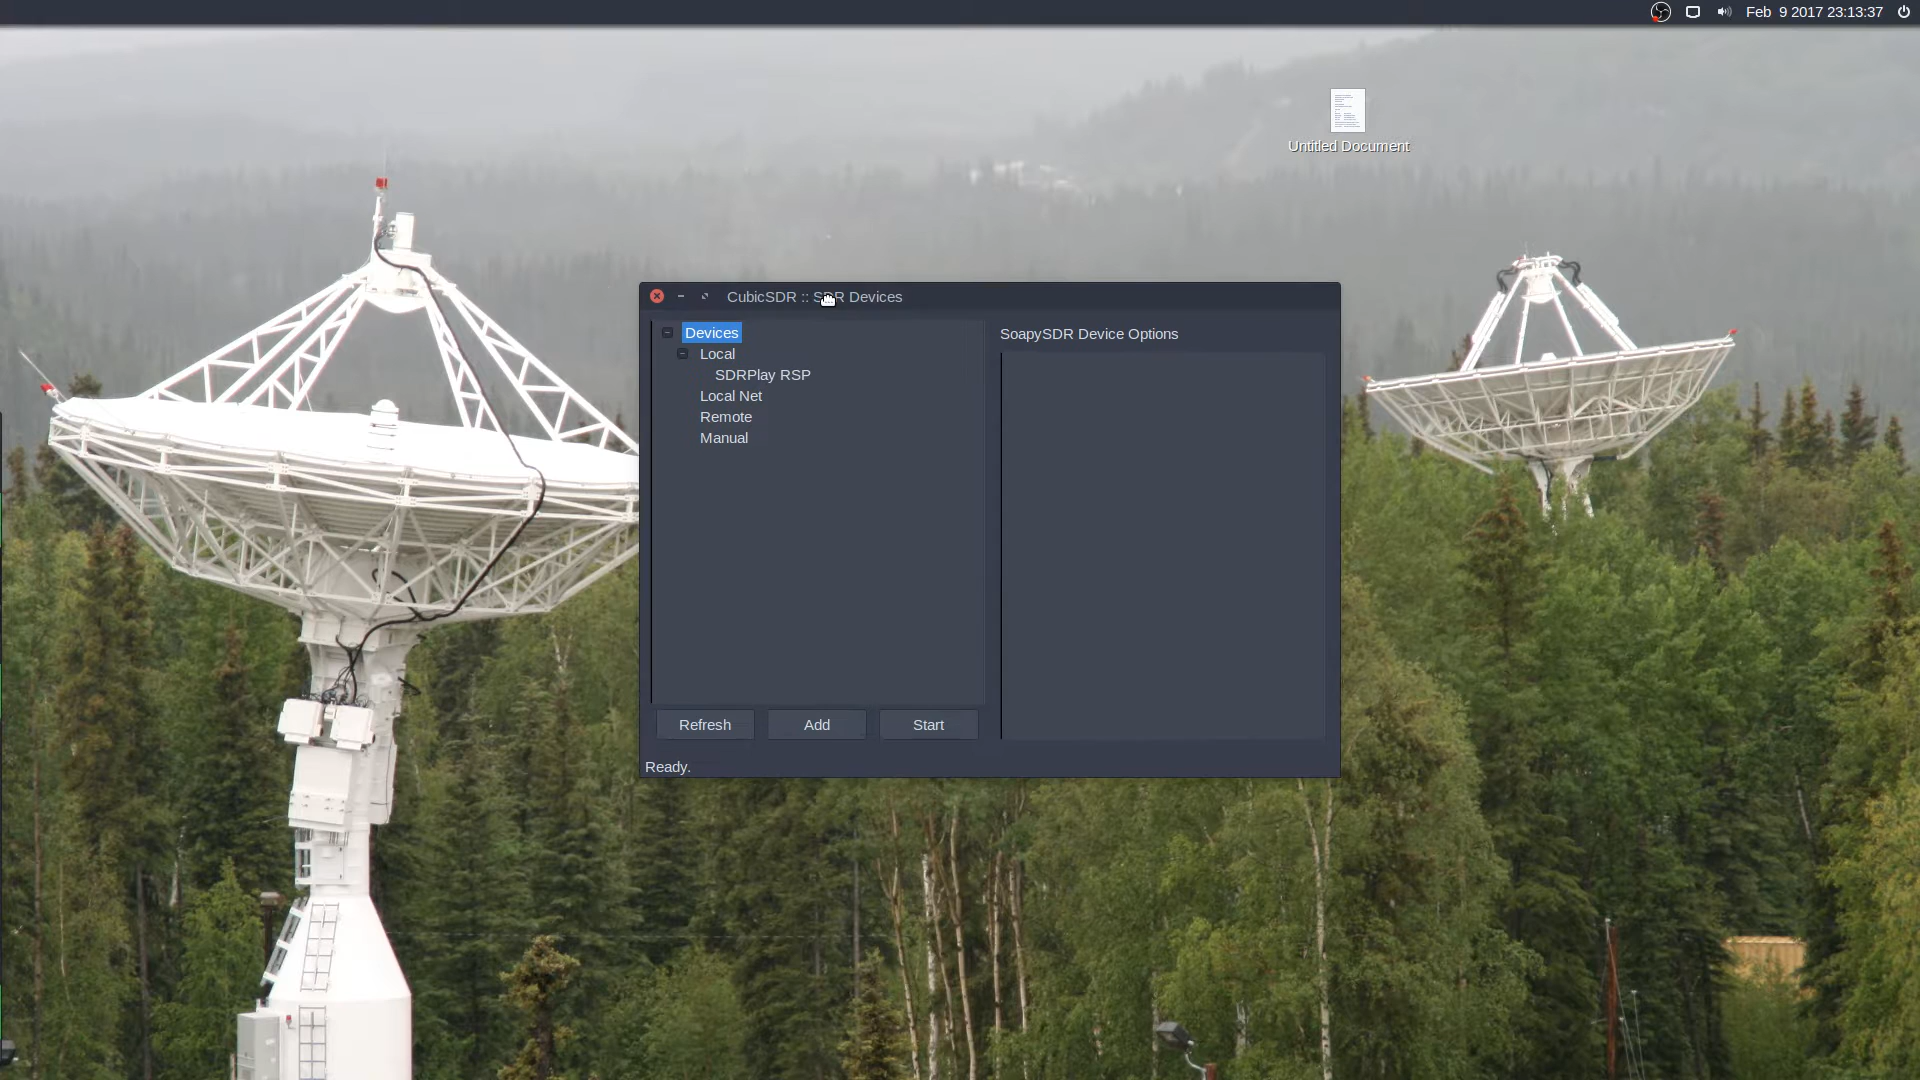 Feb 9 2017 23:13:37
Untitled Document
CubicSDR :: SDR Devices
Devices
Local
SDRPlay RSP
Local Net
Remote
Manual
SoapySDR Device Options
Refresh
Add
Start
Ready.